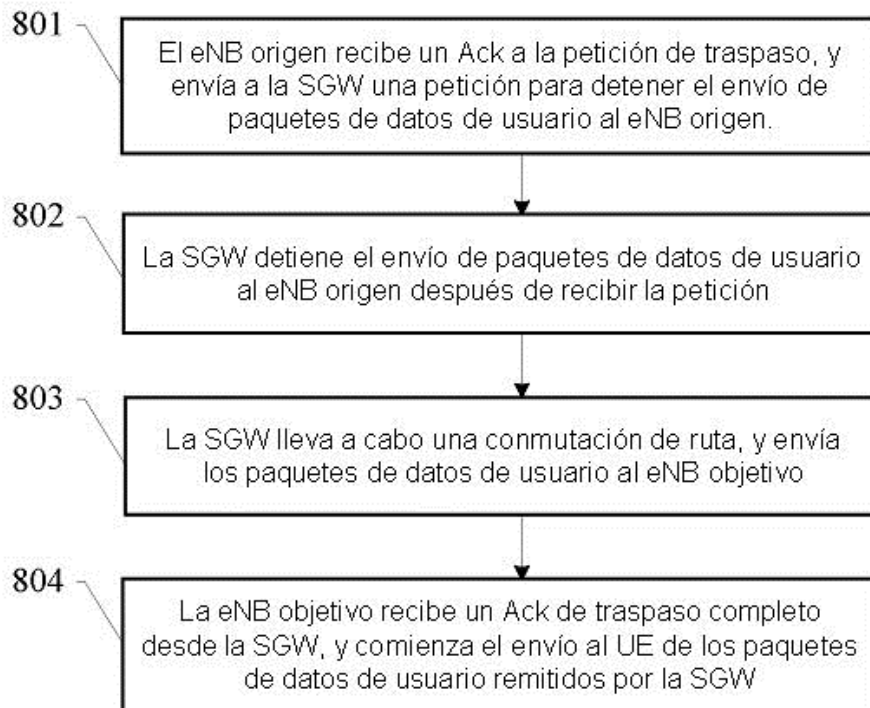 801
El eNB origen recibe un Ack a la petición de traspaso, y
envía a la SGW una petición para detener el envío de
paquetes de datos de usuario al eNB origen.
802
La SGW detiene el envío de paquetes de datos de usuario
al eNB origen después de recibir la petición
803
La SGW lleva a cabo una conmutación de ruta, y envía
los paquetes de datos de usuario al eNB objetivo
804
La eNB objetivo recibe un Ack de traspaso completo
desde la SGW, y comienza el envío al UE de los paquetes
de datos de usuario remitidos por la SGW